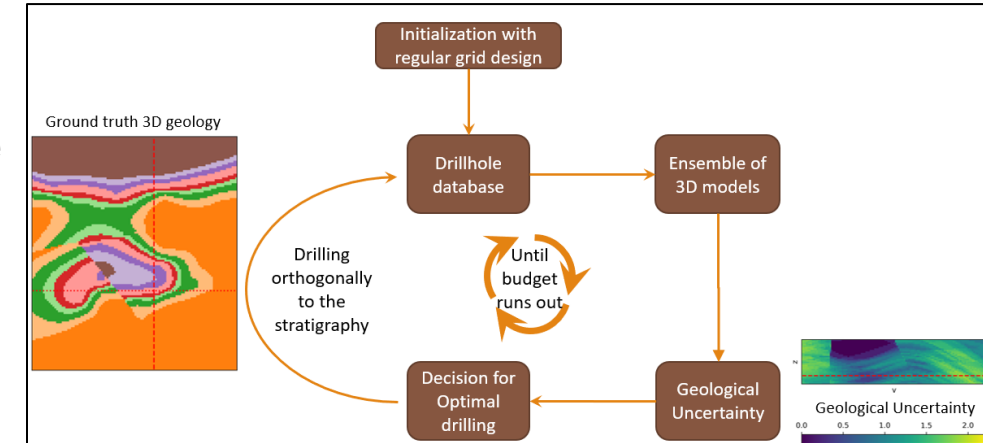 Initialization with
regular grid design
Ground truth 3D geology
Drillhole
database
Ensemble of
3D models
Drilling
orthogonally
to the
stratigraphy
Until
budget
runs out
Decision for
Optimal
drilling
Geological
Uncertainty
z
y
Geological Uncertainty
0.0
0.5
1.0
1.5
2.0